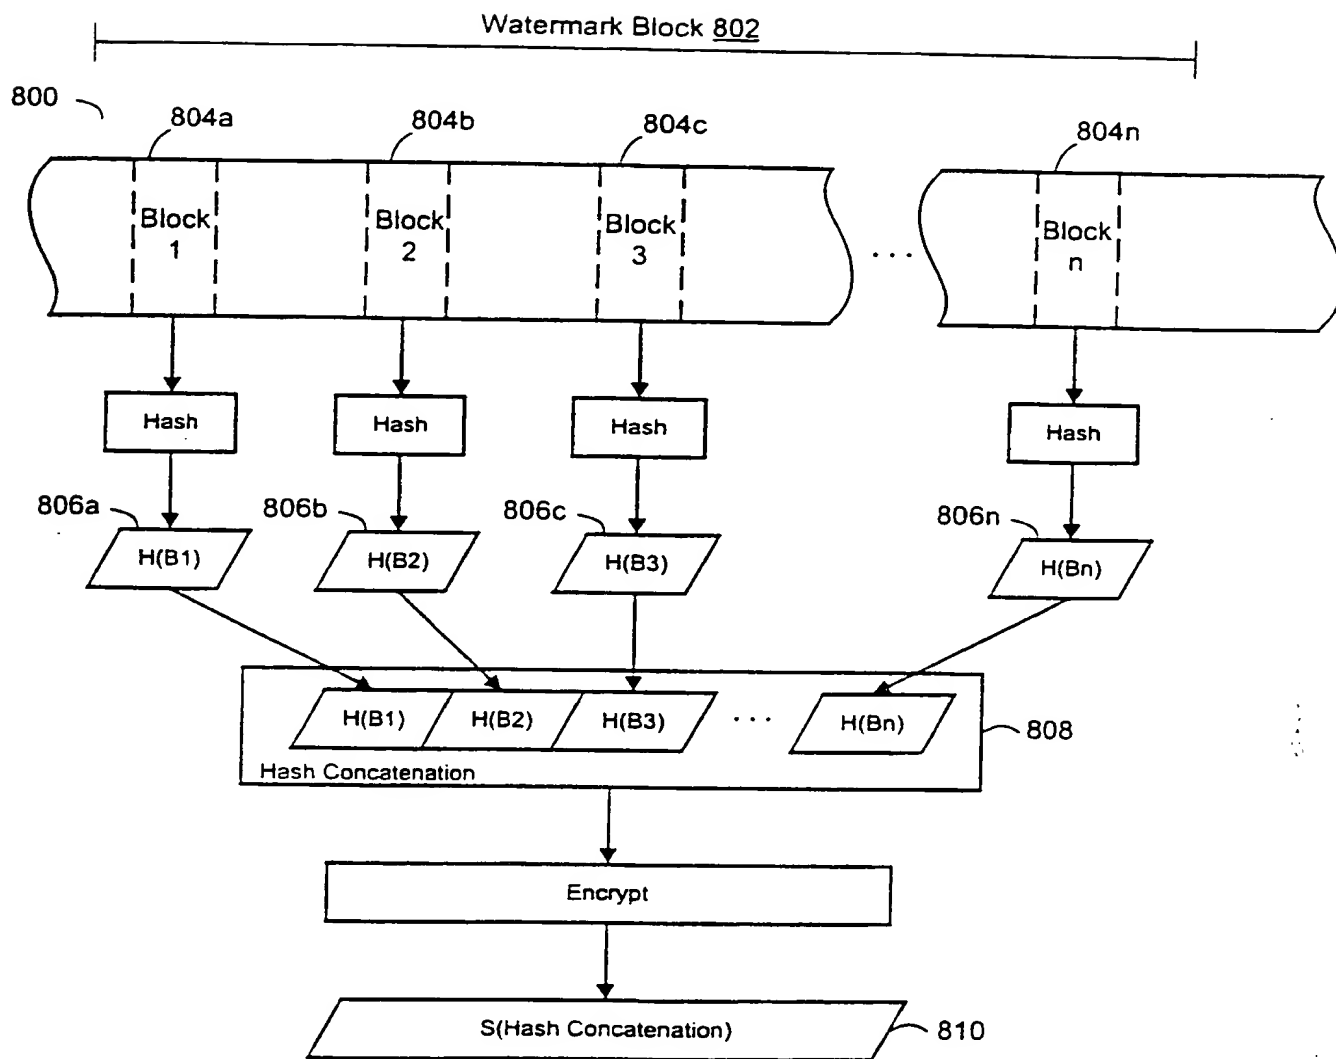 Watermark Block 802
800
804a
804b
804c
804n
Block
1
Block
2
Block
3
. . .
Block
n
Hash
Hash
Hash
Hash
806a
806b
806c
806n
H(B1)
H(B2)
H(B3)
H(Bn)
H(B1)
H(B2)
H(B3)
. . .
H(Bn)
808
Hash Concatenation
Encrypt
S(Hash Concatenation)
810